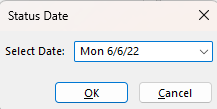 Status Date
Select Date: Mon 6/6/22
OK Cancel